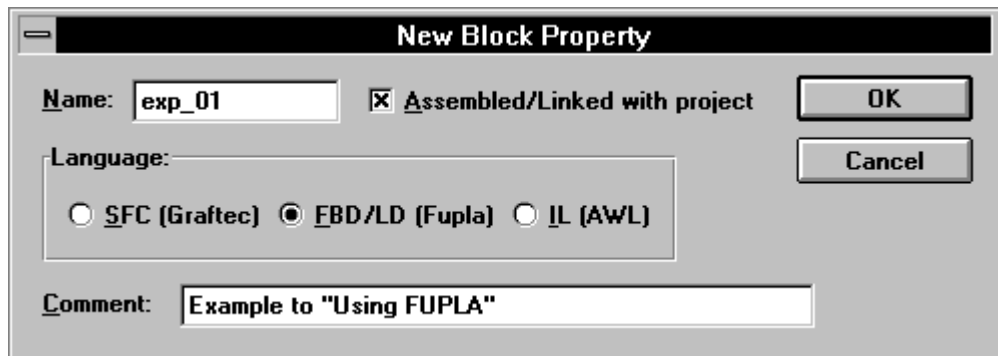 New Block Property
Name: exp_01 Assembled/Linked with project OK
Language: Cancel
SFC (Graftec) FBD/LD (Fupla) IL (AWL)
Comment: Example to "Using FUPLA"